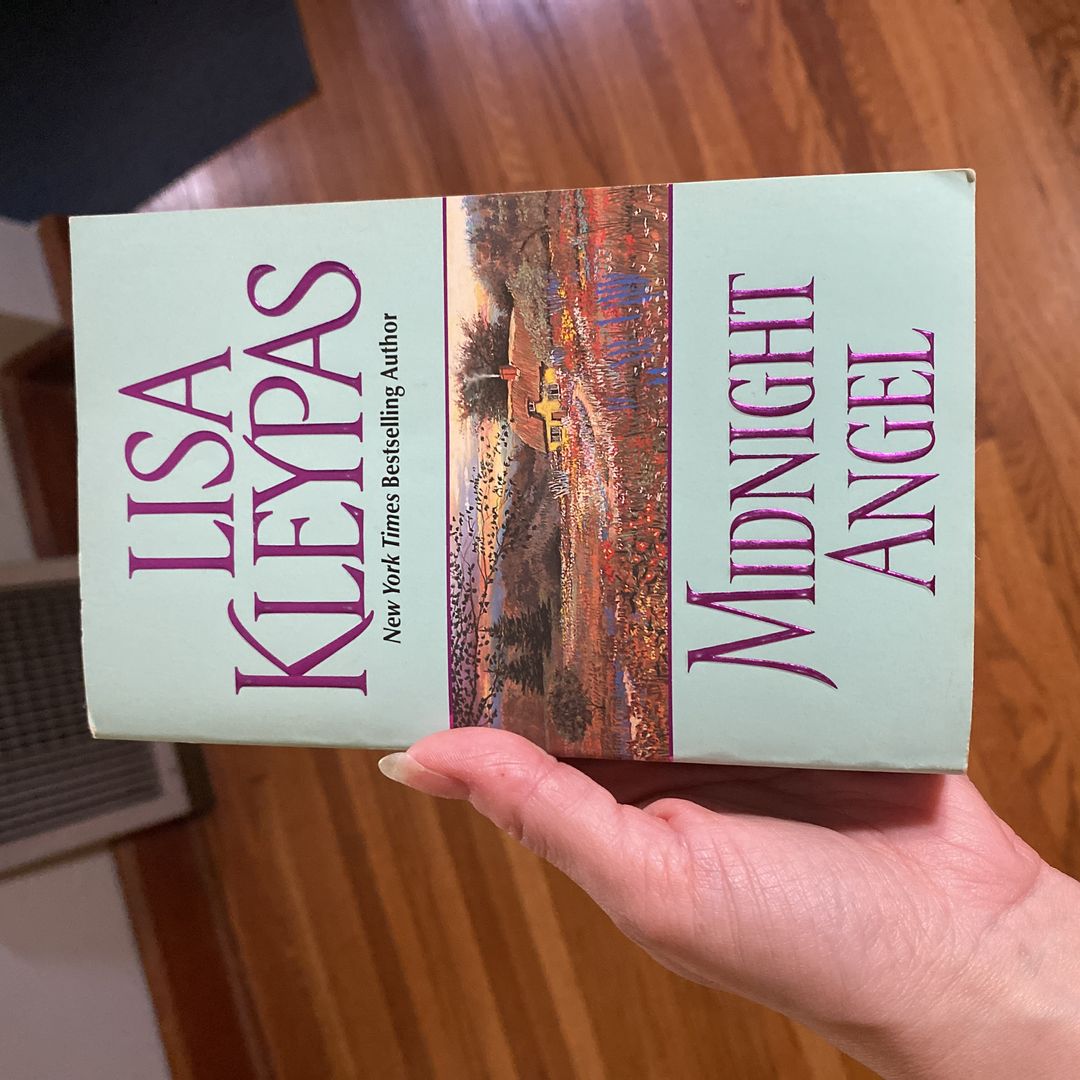 LISA
KLEYPAS
New York Times Bestselling Author
MIDNIGHT
ANGEL